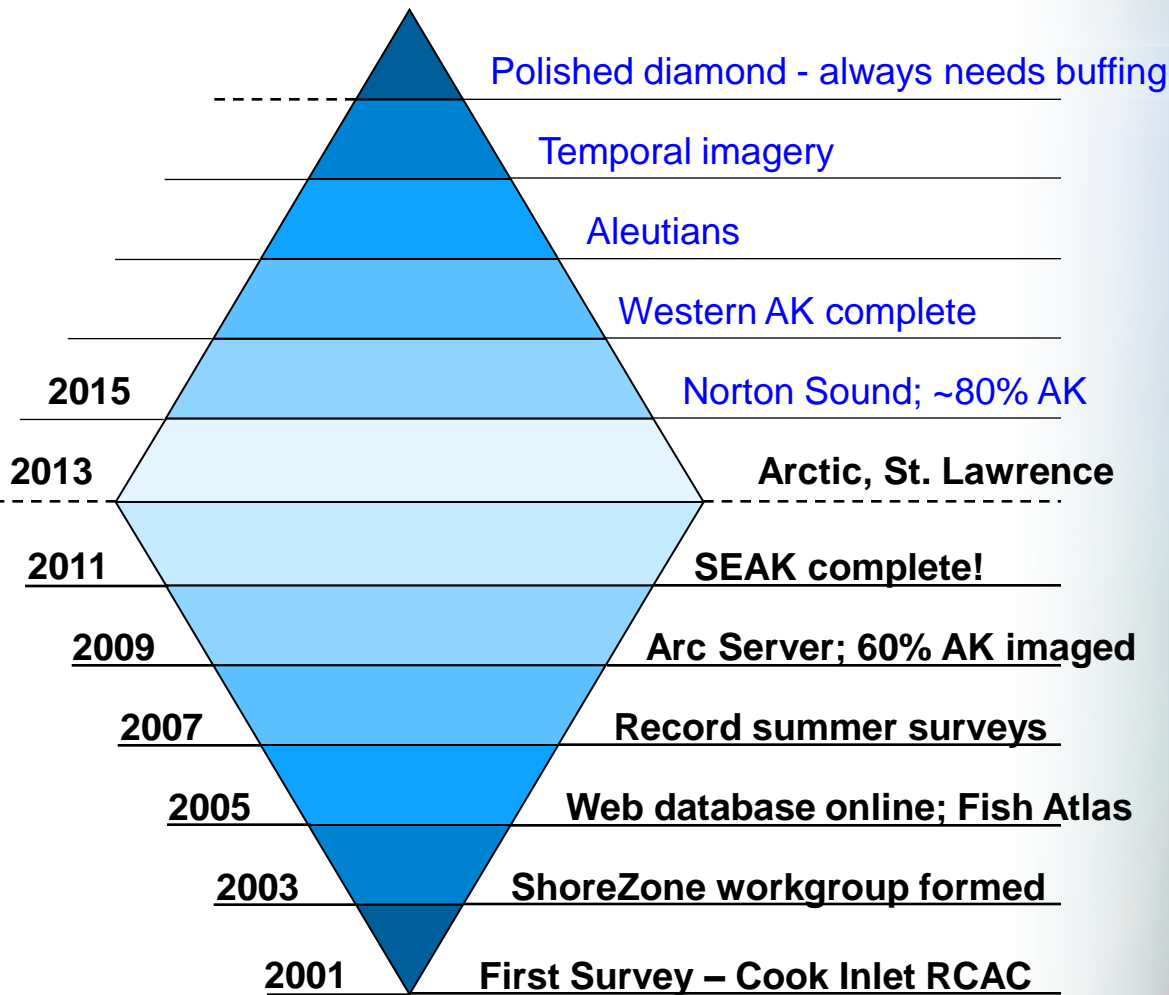 Polished diamond - always needs buffing
Temporal imagery
Aleutians
Western AK complete
2015 Norton Sound; ~80% AK
2013 Arctic, St. Lawrence
2011 SEAK complete!
2009 Arc Server; 60% AK imaged
2007 Record summer surveys
2005 Web database online; Fish Atlas
2003 ShoreZone workgroup formed
2001 First Survey – Cook Inlet RCAC